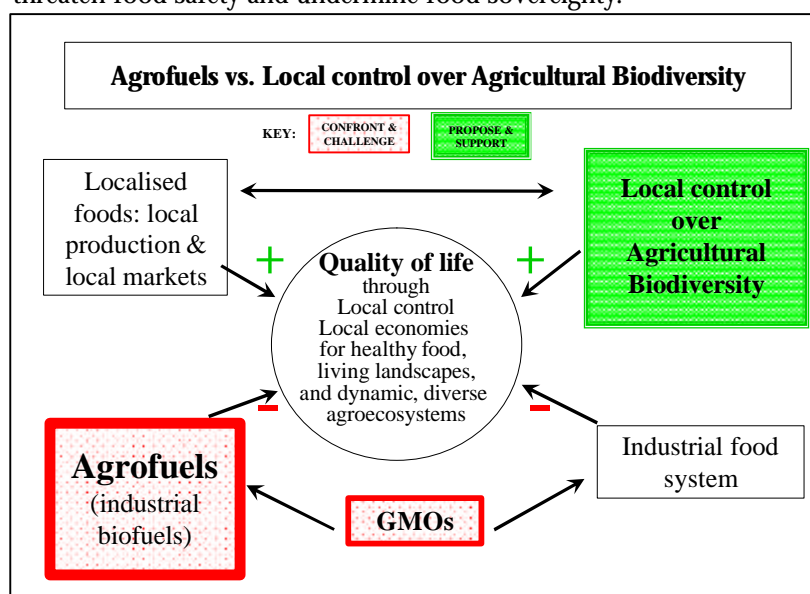 threaten food safety and undermine food sovereignty.
Agrofuels vs. Local control over Agricultural Biodiversity
KEY:
CONFRONT &
CHALLENGE
PROPOSE &
SUPPORT
Localised
foods: local
production &
local markets
Local control
over
Agricultural
Biodiversity
+
+
Quality of life
through
Local control
Local economies
for healthy food,
living landscapes,
and dynamic, diverse
agroecosystems
-
-
Agrofuels
(industrial
biofuels)
GMOs
Industrial food
system